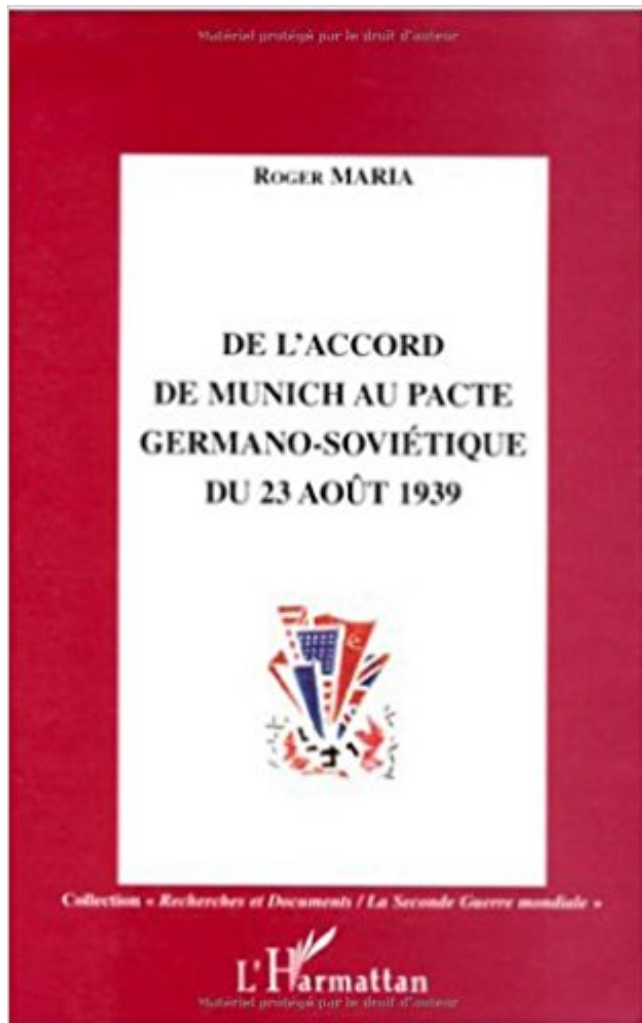 Matériel protégé par le droit d'auteur
ROGER MARIA
DE L'ACCORD
DE MUNICH AU PACTE
GERMANO-SOVIÉTIQUE
DU 23 AOÛT 1939
Collection « Recherches et Documents / La Seconde Guerre mondiale »
L'Harmattan
Matériel protégé par le droit d'auteur